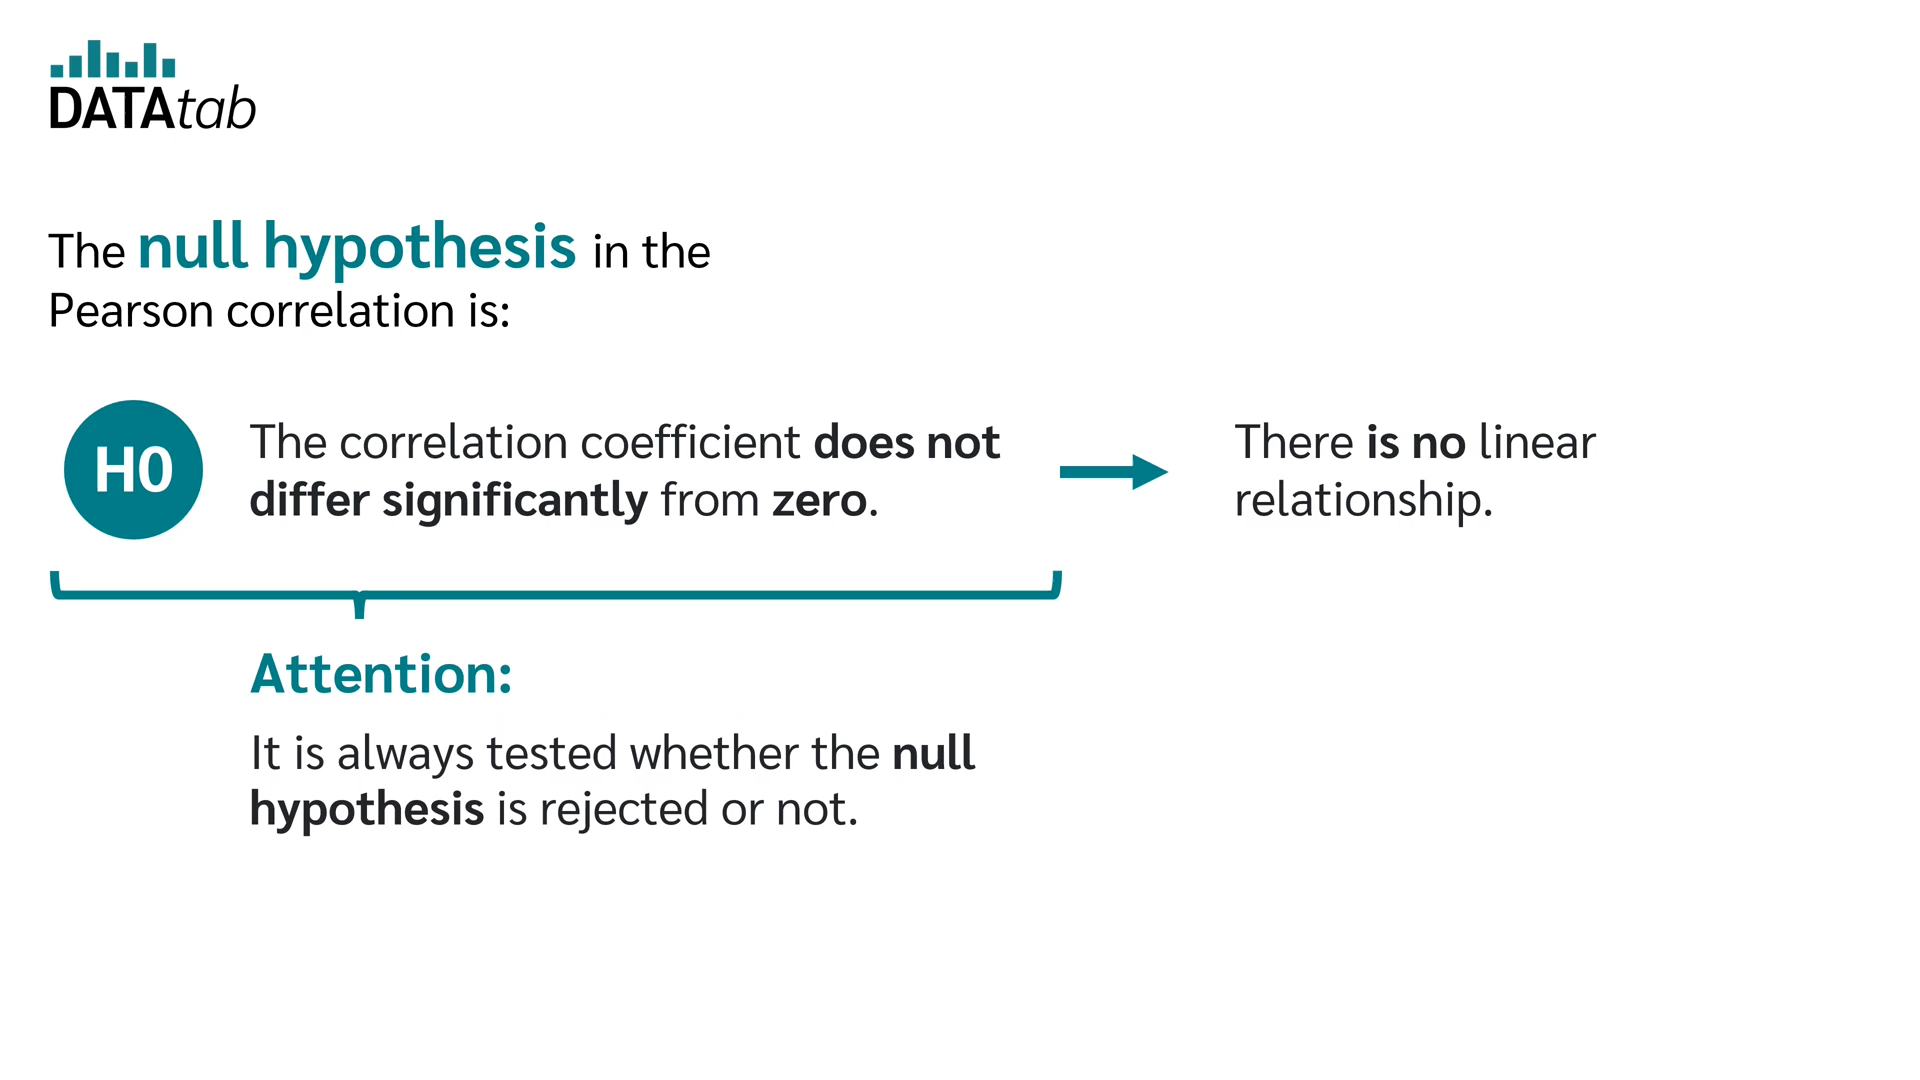 DATAtab
The null hypothesis in the
Pearson correlation is:
H0
The correlation coefficient does not
differ significantly from zero.
There is no linear
relationship.
Attention:
It is always tested whether the null
hypothesis is rejected or not.